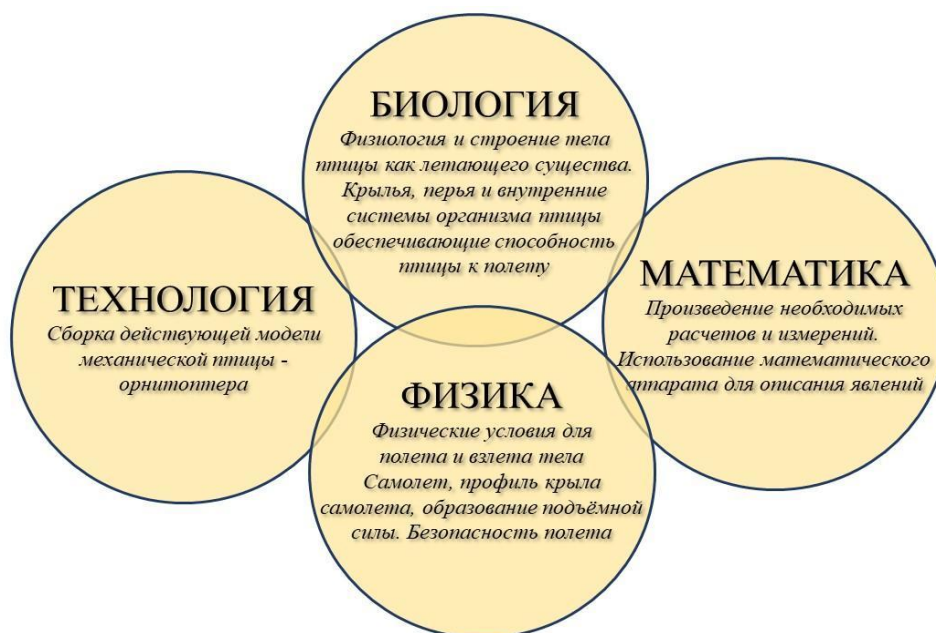 БИОЛОГИЯ
Физиология и строение тела
птицы как летающего существа.
Крылья, перья и внутренние
системы организма птицы
обеспечивающие способность
птицы к полету
ТЕХНОЛОГИЯ
Сборка действующей модели
механической птицы -
орнитоптера
МАТЕМАТИКА
Произведение необходимых
расчетов и измерений.
Использование математического
аппарата для описания явлений
ФИЗИКА
Физические условия для
полета и взлета тела
Самолет, профиль крыла
самолета, образование подъёмной
силы. Безопасность полета